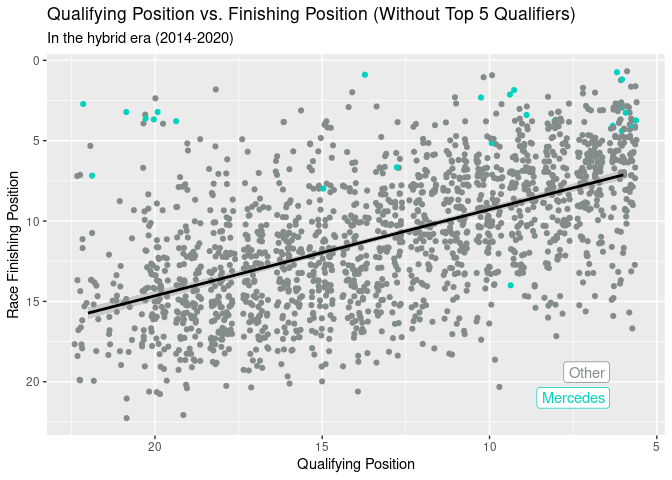 Qualifying Position vs. Finishing Position (Without Top 5 Qualifiers)
In the hybrid era (2014-2020)
Race Finishing Position
0
5
10
15
20
Other
Mercedes
20 15 10 5
Qualifying Position